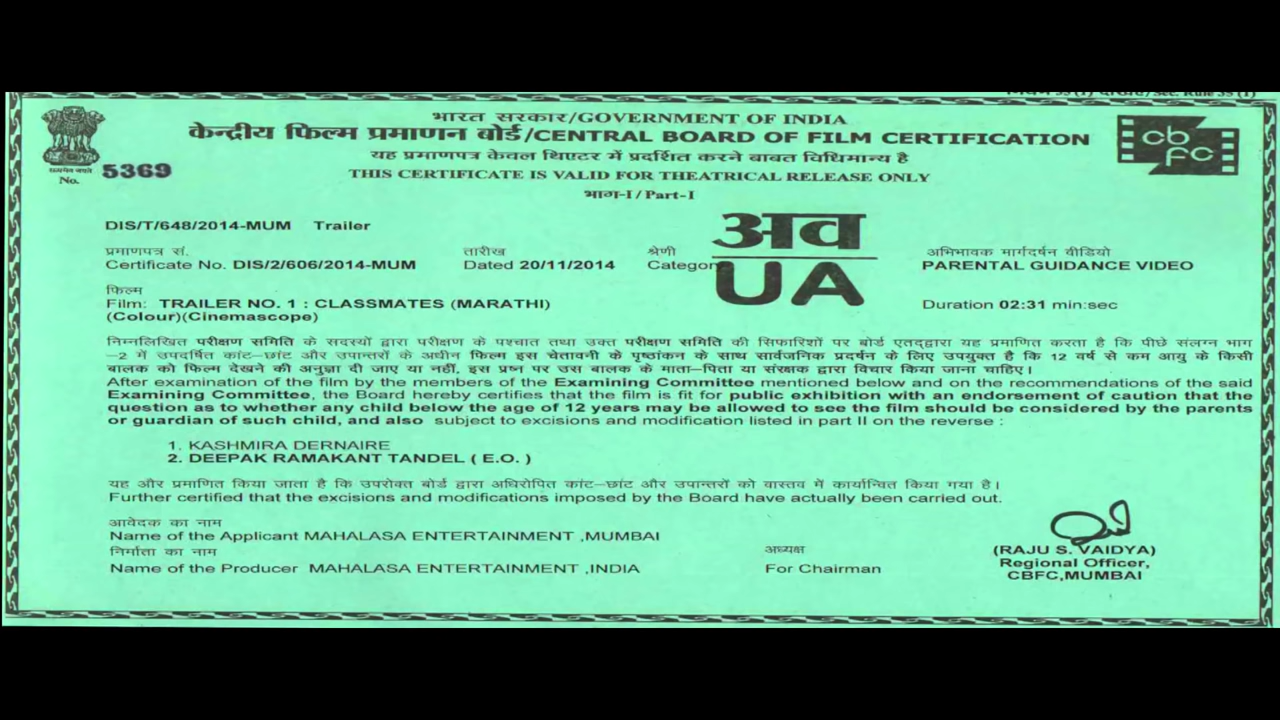 भारत सरकार/GOVERNMENT OF INDIA
केन्द्रीय फिल्म प्रमाणन बोर्ड/CENTRAL BOARD OF FILM CERTIFICATION
यह प्रमाणपत्र केवल थिएटर में प्रदर्शित करने बाबत विधिमान्य है
THIS CERTIFICATE IS VALID FOR THEATRICAL RELEASE ONLY
भाग-I/Part-I
सत्यमेव जयते
No. 5369
cb
fc
DIS/T/648/2014-MUM Trailer
अव
UA
प्रमाणपत्र सं. तारीख श्रेणी अभिभावक मार्गदर्षन वीडियो
Certificate No. DIS/2/606/2014-MUM Dated 20/11/2014 Category PARENTAL GUIDANCE VIDEO
फिल्म
Film: TRAILER NO. 1 : CLASSMATES (MARATHI) Duration 02:31 min:sec
(Colour)(Cinemascope)
निम्नलिखित परीक्षण समिति के सदस्यों द्वारा परीक्षण के पश्चात तथा उक्त परीक्षण समिति की सिफारिशों पर बोर्ड एतद्द्वारा यह प्रमाणित करता है कि पीछे संलग्न भाग
-2 में उपदर्षित कांट-छांट और उपान्तरों के अधीन फिल्म इस चेतावनी के पृष्ठांकन के साथ सार्वजनिक प्रदर्षन के लिए उपयुक्त है कि 12 वर्ष से कम आयु के किसी
बालक को फिल्म देखने की अनुज्ञा दी जाए या नहीं, इस प्रष्न पर उस बालक के माता-पिता या संरक्षक द्वारा विचार किया जाना चाहिए।
After examination of the film by the members of the Examining Committee mentioned below and on the recommendations of the said
Examining Committee, the Board hereby certifies that the film is fit for public exhibition with an endorsement of caution that the
question as to whether any child below the age of 12 years may be allowed to see the film should be considered by the parents
or guardian of such child, and also subject to excisions and modification listed in part II on the reverse :
1. KASHMIRA DERNAIRE
2. DEEPAK RAMAKANT TANDEL ( E.O. )
यह और प्रमाणित किया जाता है कि उपरोक्त बोर्ड द्वारा अधिरोपित कांट-छांट और उपान्तरों को वास्तव में कार्यान्वित किया गया है।
Further certified that the excisions and modifications imposed by the Board have actually been carried out.
आवेदक का नाम
Name of the Applicant MAHALASA ENTERTAINMENT ,MUMBAI
निर्माता का नाम
Name of the Producer MAHALASA ENTERTAINMENT ,INDIA
अध्यक्ष
For Chairman
(RAJU S. VAIDYA)
Regional Officer,
CBFC,MUMBAI